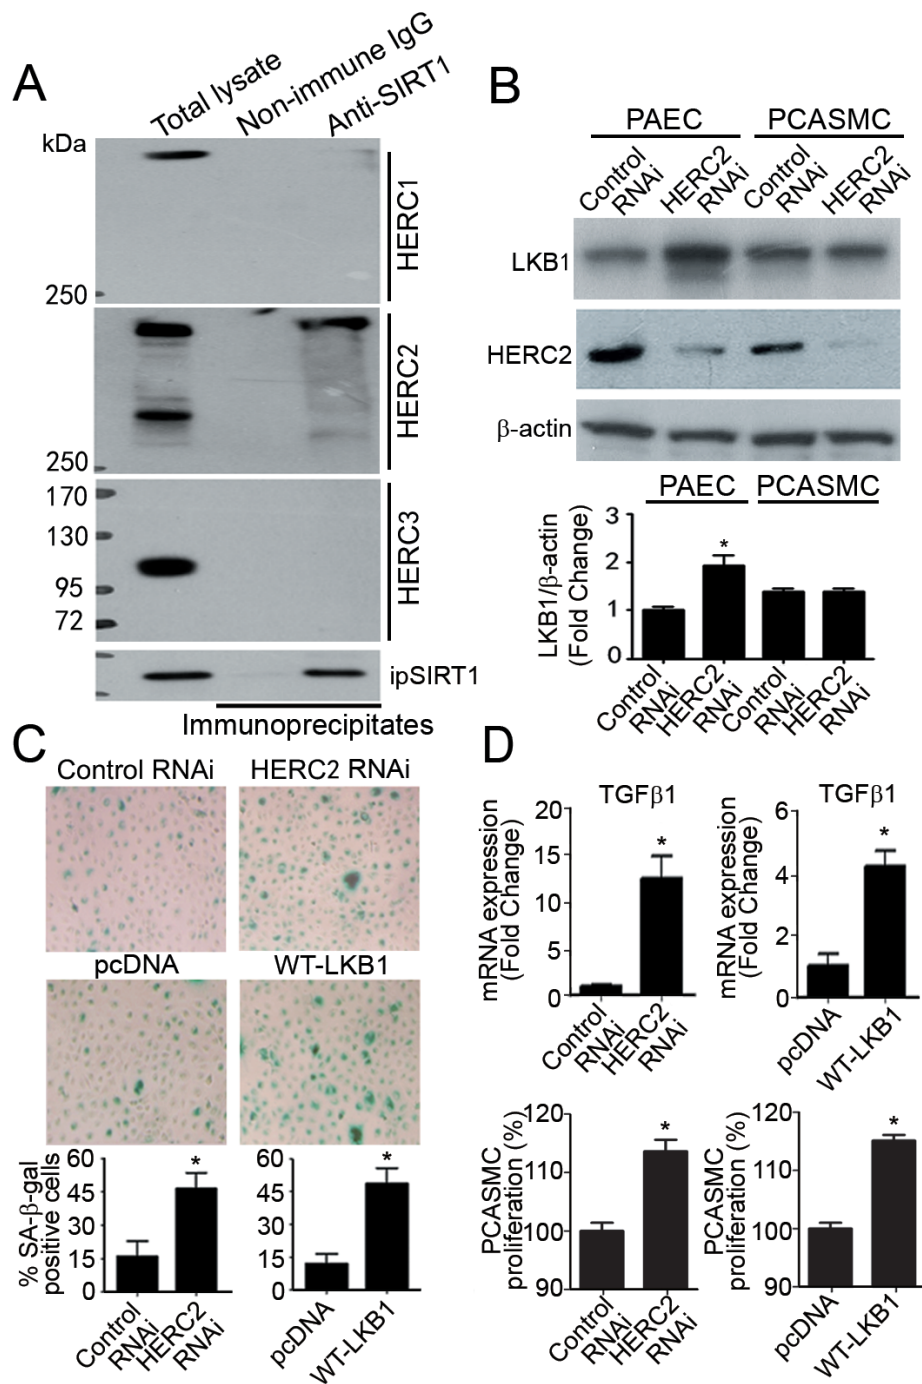 A
Total lysate
Non-immune IgG
Anti-SIRT1
kDa
250
HERC1
250
HERC2
170
130
95
72
HERC3
ipSIRT1
Immunoprecipitates
B
PAEC
PCASMC
Control RNAi
HERC2 RNAi
Control RNAi
HERC2 RNAi
LKB1
HERC2
β-actin
PAEC
PCASMC
LKB1/β-actin
(Fold Change)
3
2
1
0
*
Control RNAi
HERC2 RNAi
Control RNAi
HERC2 RNAi
C
Control RNAi
HERC2 RNAi
pcDNA
WT-LKB1
% SA-β-gal
positive cells
60
45
30
15
0
*
Control RNAi
HERC2 RNAi
60
45
30
15
0
*
pcDNA
WT-LKB1
D
TGFβ1
mRNA expression
(Fold Change)
20
15
10
5
0
*
Control RNAi
HERC2 RNAi
TGFβ1
mRNA expression
(Fold Change)
6
4
2
0
*
pcDNA
WT-LKB1
PCASMC
proliferation (%)
120
110
100
90
*
Control RNAi
HERC2 RNAi
PCASMC
proliferation (%)
120
110
100
90
*
pcDNA
WT-LKB1